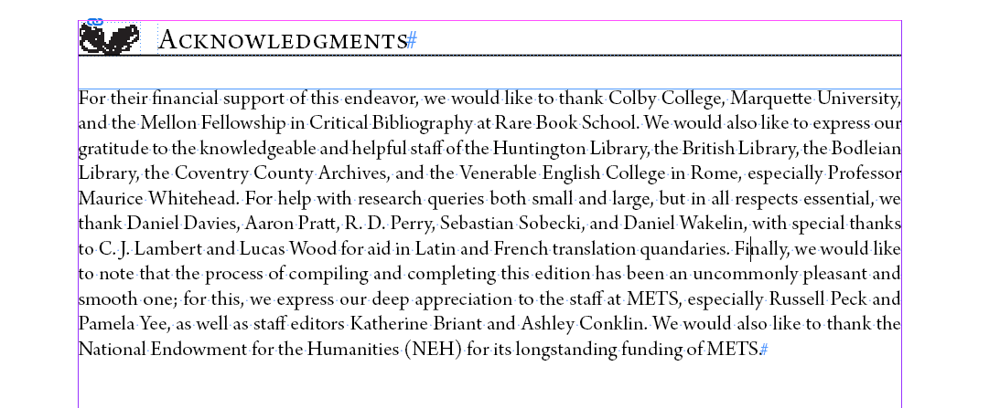 Acknowledgments#
For their financial support of this endeavor, we would like to thank Colby College, Marquette University,
and the Mellon Fellowship in Critical Bibliography at Rare Book School. We would also like to express our
gratitude to the knowledgeable and helpful staff of the Huntington Library, the British Library, the Bodleian
Library, the Coventry County Archives, and the Venerable English College in Rome, especially Professor
Maurice Whitehead. For help with research queries both small and large, but in all respects essential, we
thank Daniel Davies, Aaron Pratt, R. D. Perry, Sebastian Sobecki, and Daniel Wakelin, with special thanks
to C. J. Lambert and Lucas Wood for aid in Latin and French translation quandaries. Finally, we would like
to note that the process of compiling and completing this edition has been an uncommonly pleasant and
smooth one; for this, we express our deep appreciation to the staff at METS, especially Russell Peck and
Pamela Yee, as well as staff editors Katherine Briant and Ashley Conklin. We would also like to thank the
National Endowment for the Humanities (NEH) for its longstanding funding of METS.#